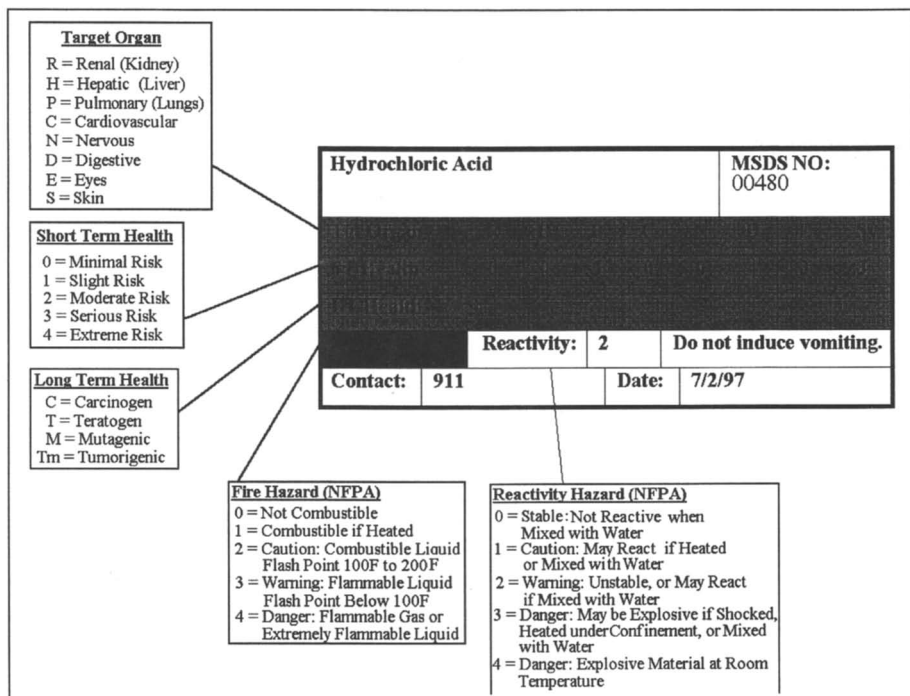 Target Organ
R = Renal (Kidney)
H = Hepatic (Liver)
P = Pulmonary (Lungs)
C = Cardiovascular
N = Nervous
D = Digestive
E = Eyes
S = Skin
Short Term Health
0 = Minimal Risk
1 = Slight Risk
2 = Moderate Risk
3 = Serious Risk
4 = Extreme Risk
Long Term Health
C = Carcinogen
T = Teratogen
M = Mutagenic
Tm = Tumorigenic
Hydrochloric Acid
MSDS NO:
00480
Reactivity: 2 Do not induce vomiting.
Contact: 911 Date: 7/2/97
Fire Hazard (NFPA)
0 = Not Combustible
1 = Combustible if Heated
2 = Caution: Combustible Liquid
Flash Point 100F to 200F
3 = Warning: Flammable Liquid
Flash Point Below 100F
4 = Danger: Flammable Gas or
Extremely Flammable Liquid
Reactivity Hazard (NFPA)
0 = Stable: Not Reactive when
Mixed with Water
1 = Caution: May React if Heated
or Mixed with Water
2 = Warning: Unstable, or May React
if Mixed with Water
3 = Danger: May be Explosive if Shocked,
Heated underConfinement, or Mixed
with Water
4 = Danger: Explosive Material at Room
Temperature